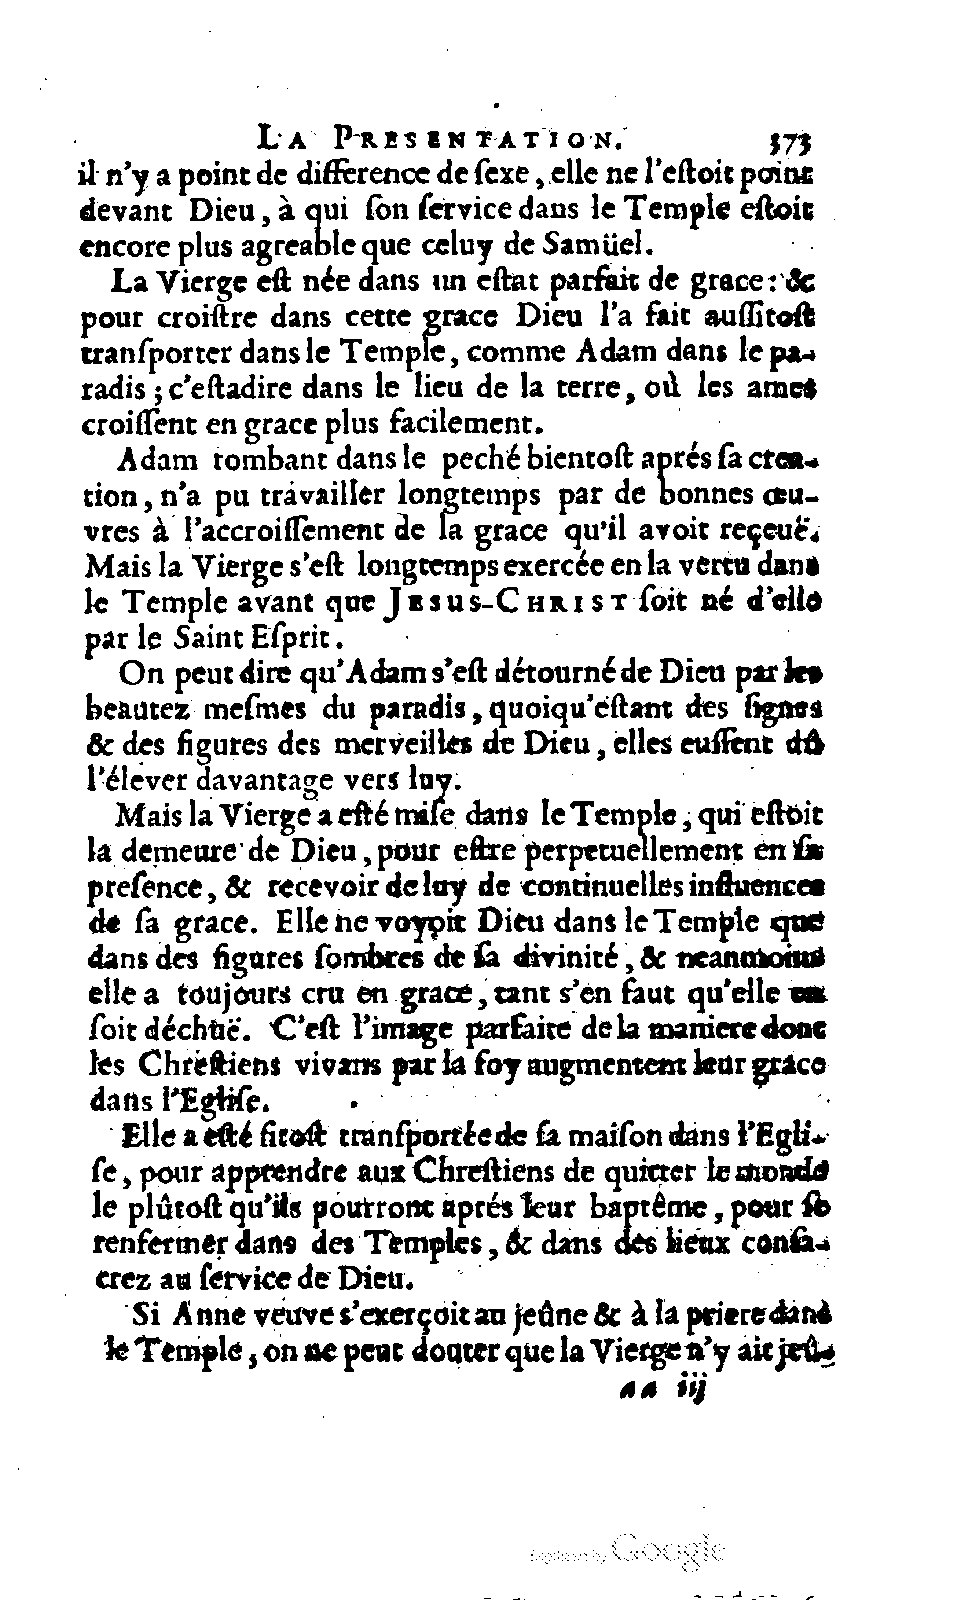 LA PRESENTATION. 373
il n'y a point de difference de ſexe, elle ne l'eſtoit point
devant Dieu, à qui ſon ſervice dans le Temple eſtoit
encore plus agreable que celuy de Samüel.
La Vierge eſt née dans un eſtat parfait de grace: &
pour croiſtre dans cette grace Dieu l'a fait auſſitoſt
tranſporter dans le Temple, comme Adam dans le pa-
radis; c'eſtadire dans le lieu de la terre, où les ames
croiſſent en grace plus facilement.
Adam tombant dans le peché bientoſt aprés ſa crea-
tion, n'a pu travailler longtemps par de bonnes œu-
vres à l'accroiſſement de la grace qu'il avoit reçeuë.
Mais la Vierge s'eſt longtemps exercée en la vertu dans
le Temple avant que JESUS-CHRIST ſoit né d'elle
par le Saint Eſprit.
On peut dire qu'Adam s'eſt détourné de Dieu par les
beautez meſmes du paradis, quoiqu'eſtant des ſignes
& des figures des merveilles de Dieu, elles euſſent dû
l'élever davantage vers luy.
Mais la Vierge a eſté miſe dans le Temple, qui eſtoit
la demeure de Dieu, pour eſtre perpetuellement en ſa
preſence, & recevoir de luy de continuelles influences
de ſa grace. Elle ne voyoit Dieu dans le Temple que
dans des figures ſombres de ſa divinité, & neanmoins
elle a toujours cru en grace, tant s'en faut qu'elle en
ſoit déchuë. C'eſt l'image parfaite de la maniere dont
les Chreſtiens vivans par la foy augmentent leur grace
dans l'Egliſe.
Elle a eſté ſitoſt tranſportée de ſa maiſon dans l'Egli-
ſe, pour apprendre aux Chreſtiens de quitter le monde
le plûtoſt qu'ils pourront aprés leur baptême, pour ſe
renfermer dans des Temples, & dans des lieux conſa-
crez au ſervice de Dieu.
Si Anne veuve s'exerçoit au jeûne & à la priere dans
le Temple, on ne peut douter que la Vierge n'y ait jeû-
aa iij
Google